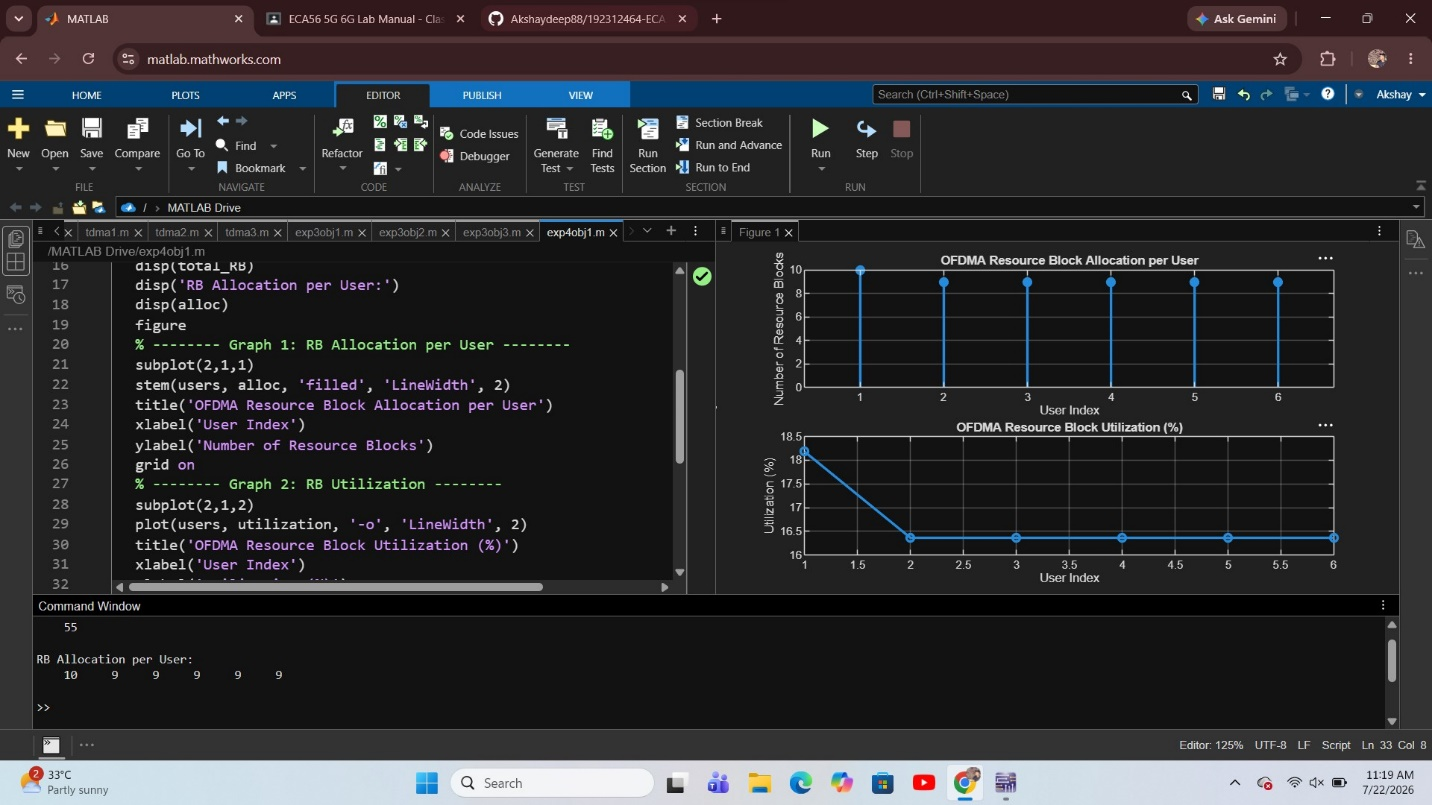 MATLAB
ECA56 5G 6G Lab Manual - Clas
Akshaydeep88/192312464-ECA
Ask Gemini
matlab.mathworks.com
HOME
PLOTS
APPS
EDITOR
PUBLISH
VIEW
Search (Ctrl+Shift+Space)
Akshay
New
Open
Save
Compare
Go To
Find
Bookmark
Refactor
Code Issues
Debugger
Generate Test
Find Tests
Run Section
Section Break
Run and Advance
Run to End
Run
Step
Stop
FILE
NAVIGATE
CODE
ANALYZE
TEST
SECTION
RUN
/ › MATLAB Drive
tdma1.m
tdma2.m
tdma3.m
exp3obj1.m
exp3obj2.m
exp3obj3.m
exp4obj1.m
/MATLAB Drive/exp4obj1.m
16 disp(total_RB)
17 disp('RB Allocation per User:')
18 disp(alloc)
19 figure
20 % -------- Graph 1: RB Allocation per User --------
21 subplot(2,1,1)
22 stem(users, alloc, 'filled', 'LineWidth', 2)
23 title('OFDMA Resource Block Allocation per User')
24 xlabel('User Index')
25 ylabel('Number of Resource Blocks')
26 grid on
27 % -------- Graph 2: RB Utilization --------
28 subplot(2,1,2)
29 plot(users, utilization, '-o', 'LineWidth', 2)
30 title('OFDMA Resource Block Utilization (%)')
31 xlabel('User Index')
32
Figure 1
OFDMA Resource Block Allocation per User
Number of Resource Blocks
10
8
6
4
2
0
1 2 3 4 5 6
User Index
OFDMA Resource Block Utilization (%)
Utilization (%)
18.5
18
17.5
17
16.5
16
1 1.5 2 2.5 3 3.5 4 4.5 5 5.5 6
User Index
Command Window
55
RB Allocation per User:
10 9 9 9 9 9
>>
Editor: 125% UTF-8 LF Script Ln 33 Col 8
2
33°C
Partly sunny
Search
11:19 AM
7/22/2026